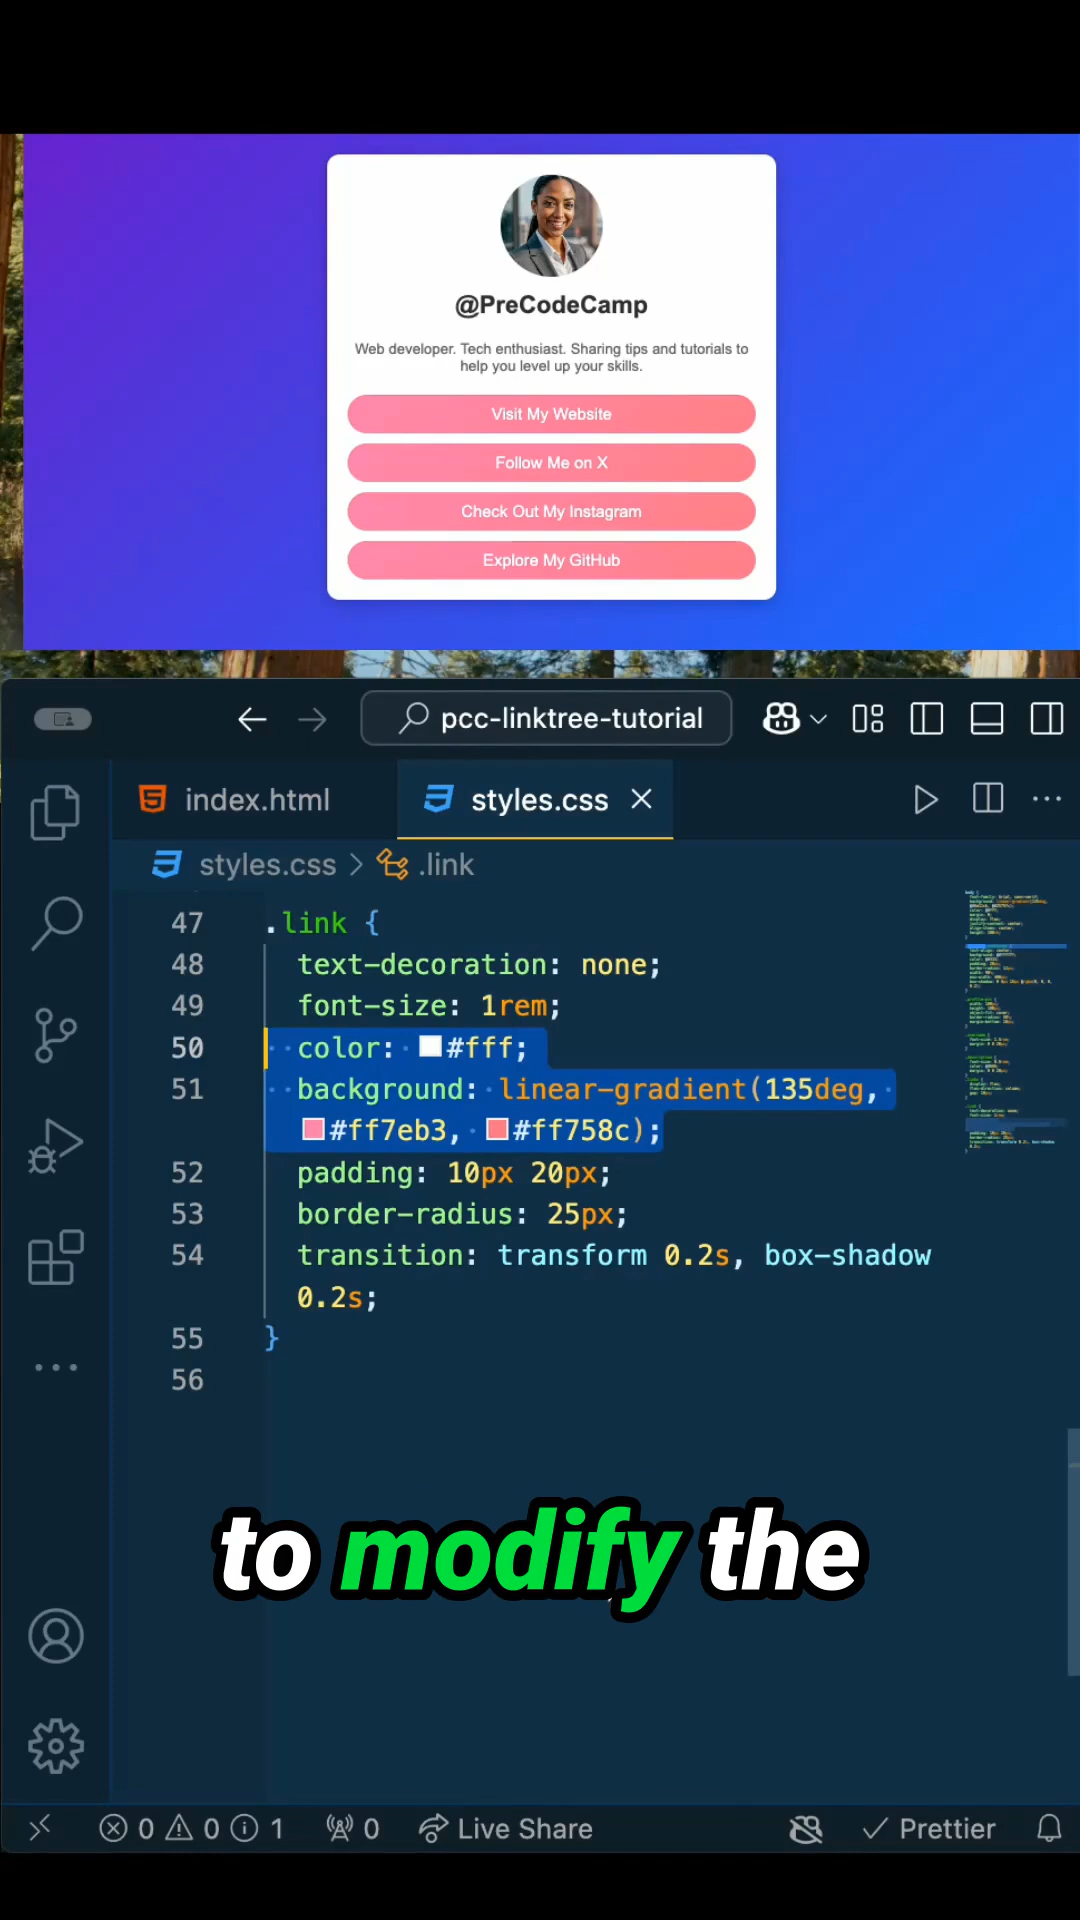 @PreCodeCamp
Web developer. Tech enthusiast. Sharing tips and tutorials to
help you level up your skills.
Visit My Website
Follow Me on X
Check Out My Instagram
Explore My GitHub
pcc-linktree-tutorial
index.html
styles.css
styles.css > .link
47 .link {
48 text-decoration: none;
49 font-size: 1rem;
50 color: #fff;
51 background: linear-gradient(135deg,
#ff7eb3, #ff758c);
52 padding: 10px 20px;
53 border-radius: 25px;
54 transition: transform 0.2s, box-shadow
0.2s;
55 }
56
to modify the
0 0 1 0 Live Share Prettier